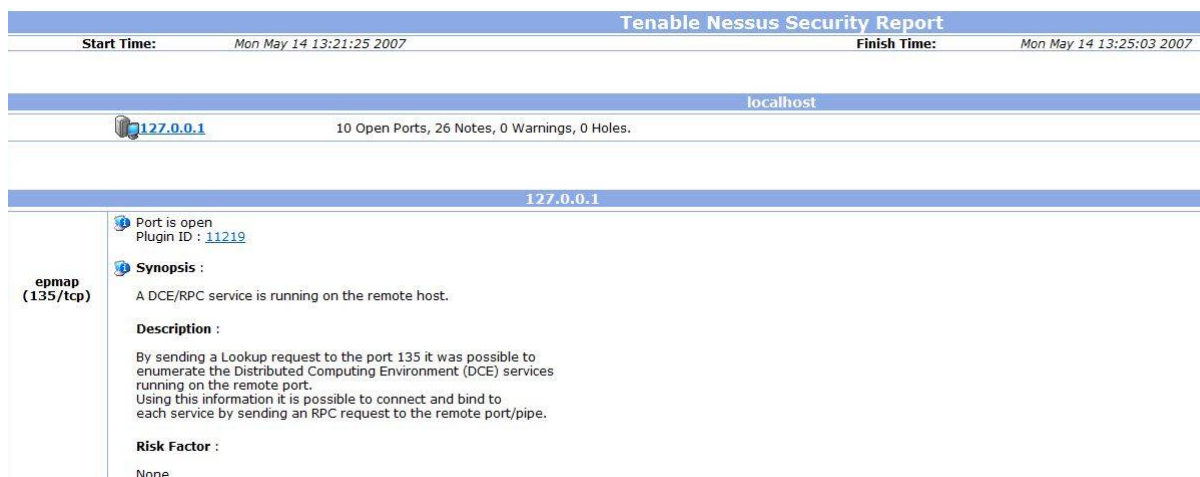 Tenable Nessus Security Report
Start Time: Mon May 14 13:21:25 2007 Finish Time: Mon May 14 13:25:03 2007
localhost
127.0.0.1 10 Open Ports, 26 Notes, 0 Warnings, 0 Holes.
127.0.0.1
epmap
(135/tcp)
Port is open
Plugin ID : 11219
Synopsis :
A DCE/RPC service is running on the remote host.
Description :
By sending a Lookup request to the port 135 it was possible to
enumerate the Distributed Computing Environment (DCE) services
running on the remote port.
Using this information it is possible to connect and bind to
each service by sending an RPC request to the remote port/pipe.
Risk Factor :
None